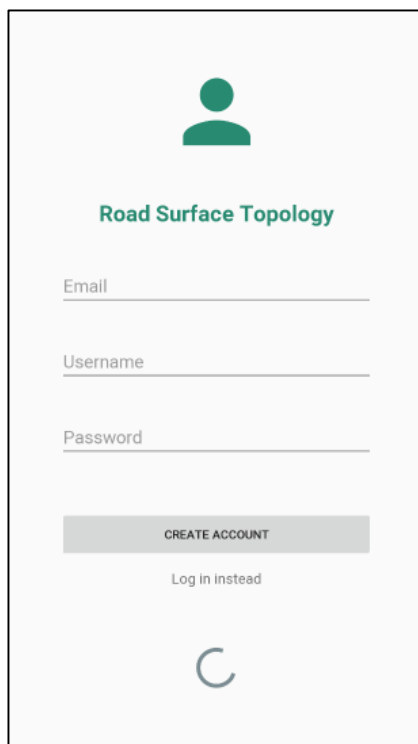 Road Surface Topology
Email
Username
Password
CREATE ACCOUNT
Log in instead